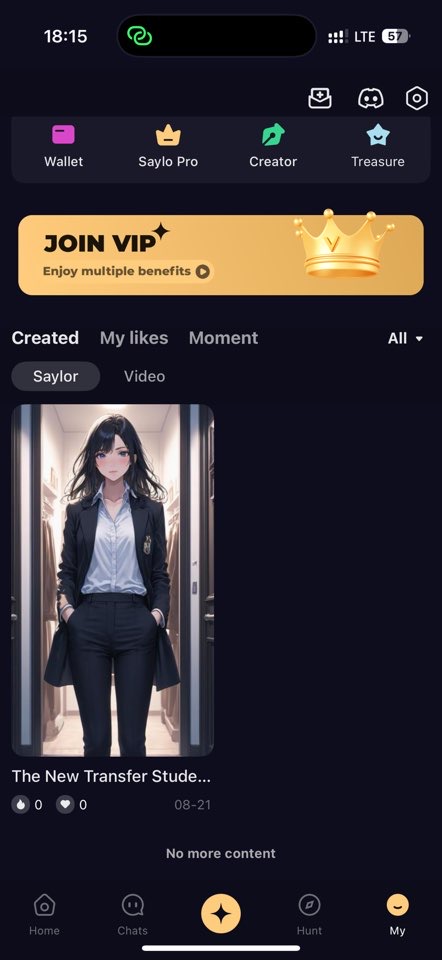 18:15 LTE 57
Wallet Saylo Pro Creator Treasure
JOIN VIP
Enjoy multiple benefits
V
Created My likes Moment All
Saylor Video
The New Transfer Stude...
0 0 08-21
No more content
Home Chats Hunt My